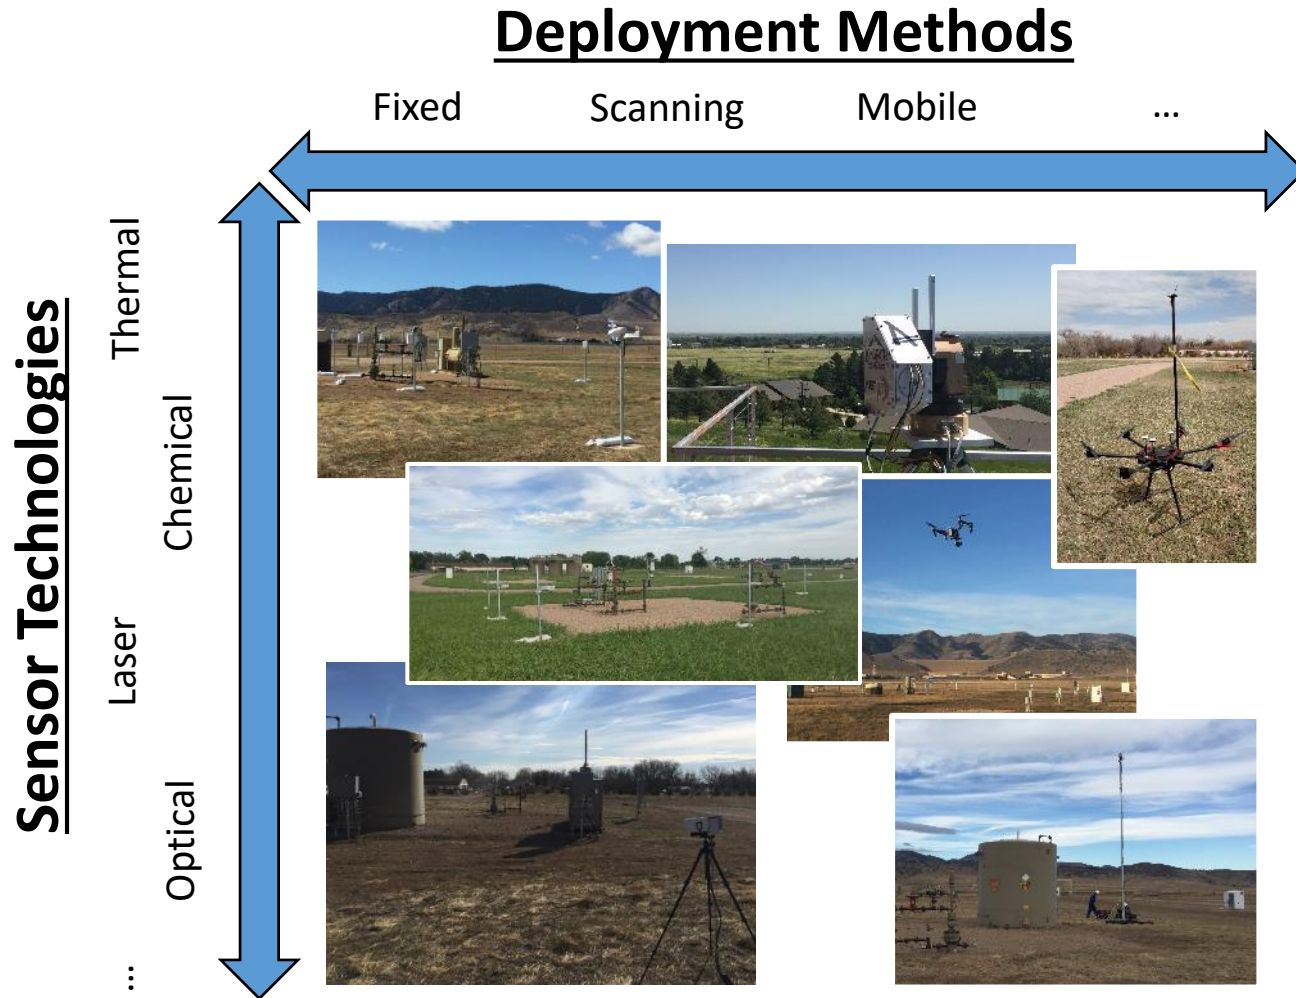 Deployment Methods
Fixed Scanning Mobile ...
Sensor Technologies
Thermal
Chemical
Laser
Optical
...